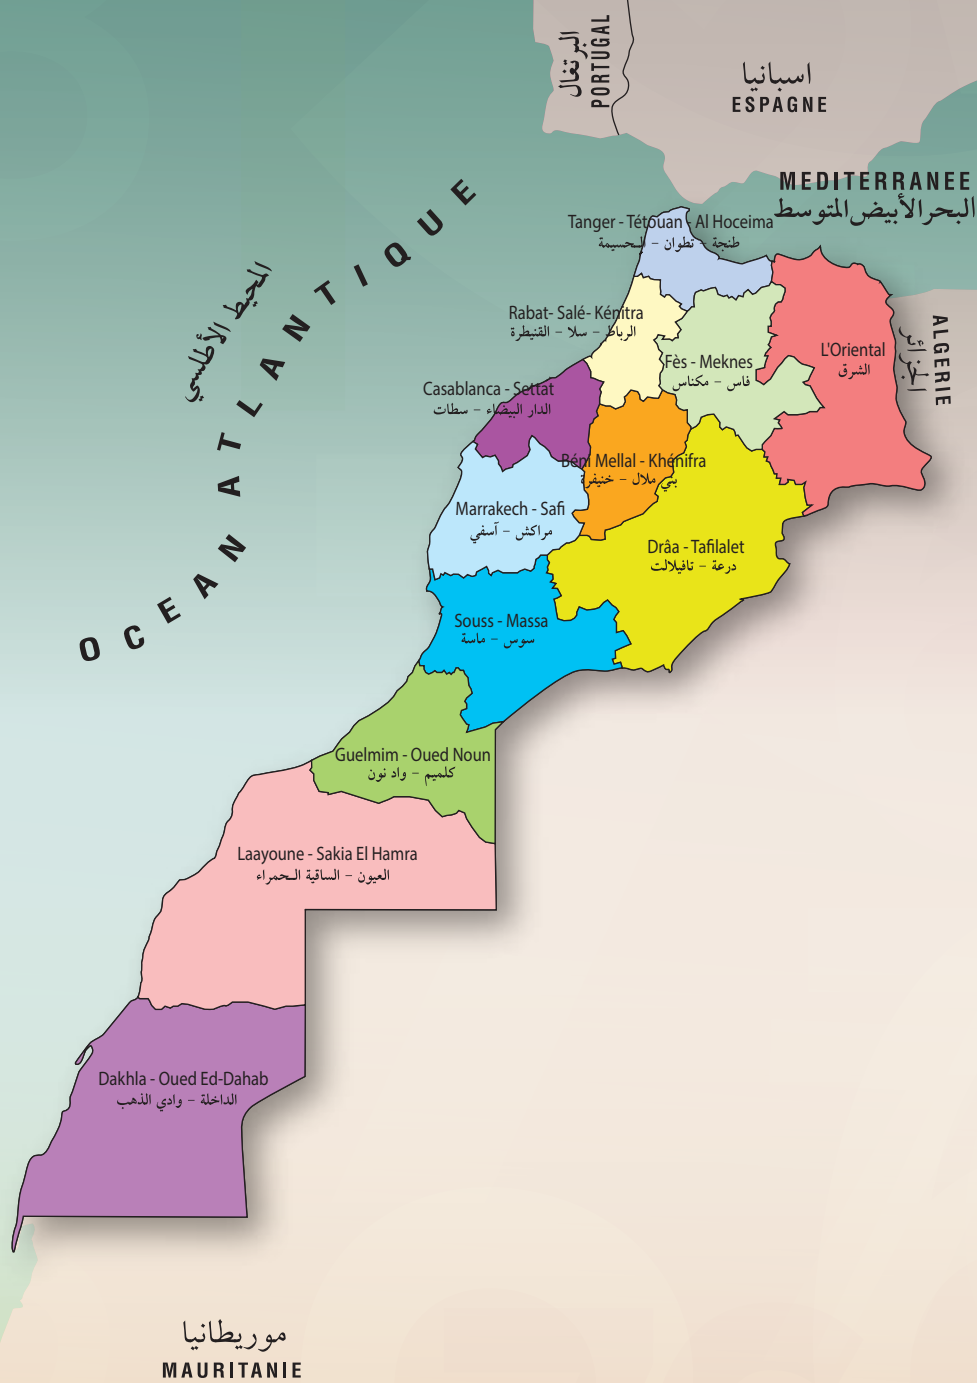 البرتغال
PORTUGAL
اسبانيا
ESPAGNE
MEDITERRANEE
البحر الأبيض المتوسط
OCEAN ATLANTIQUE
المحيط الأطلسي
Tanger - Tétouan - Al Hoceima
طنجة - تطوان - الحسيمة
Rabat- Salé- Kénitra
الرباط - سلا - القنيطرة
Fès - Meknes
فاس - مكناس
L'Oriental
الشرق
ALGERIE
الجزائر
Casablanca - Settat
الدار البيضاء - سطات
Béni Mellal - Khénifra
بني ملال - خنيفرة
Marrakech - Safi
مراكش - آسفي
Drâa - Tafilalet
درعة - تافيلالت
Souss - Massa
سوس - ماسة
Guelmim - Oued Noun
كلميم - واد نون
Laayoune - Sakia El Hamra
العيون - الساقية الحمراء
Dakhla - Oued Ed-Dahab
الداخلة - وادي الذهب
موريطانيا
MAURITANIE